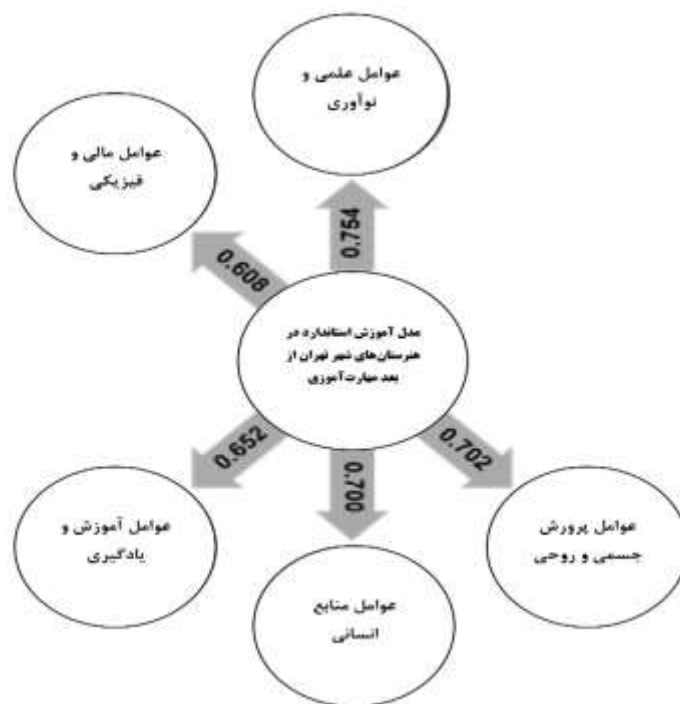 عوامل علمی و
نوآوری
عوامل مالی و
فیزیکی
0.754
0.608
مدل آموزش استاندارد در
هنرستان‌های شهر تهران از
بعد مهارت‌آموزی
0.652
0.700
0.702
عوامل آموزش و
یادگیری
عوامل منابع
انسانی
عوامل پرورش
جسمی و روحی